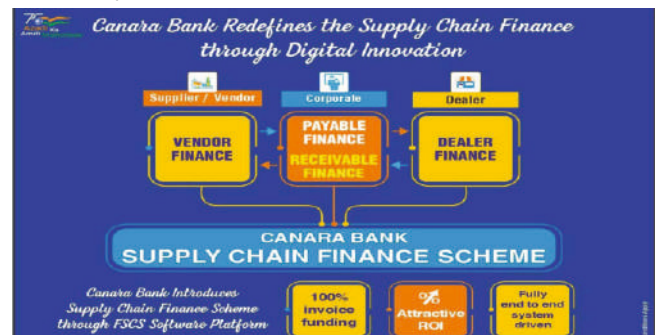 Canara Bank Redefines the Supply Chain Finance
through Digital Innovation
Supplier / Vendor
Corporate
Dealer
VENDOR
FINANCE
PAYABLE
FINANCE
RECEIVABLE
FINANCE
DEALER
FINANCE
CANARA BANK
SUPPLY CHAIN FINANCE SCHEME
Canara Bank Introduces
Supply Chain Finance Scheme
through FSCS Software Platform
100%
invoice
funding
%
Attractive
ROI
Fully
end to end
system
driven